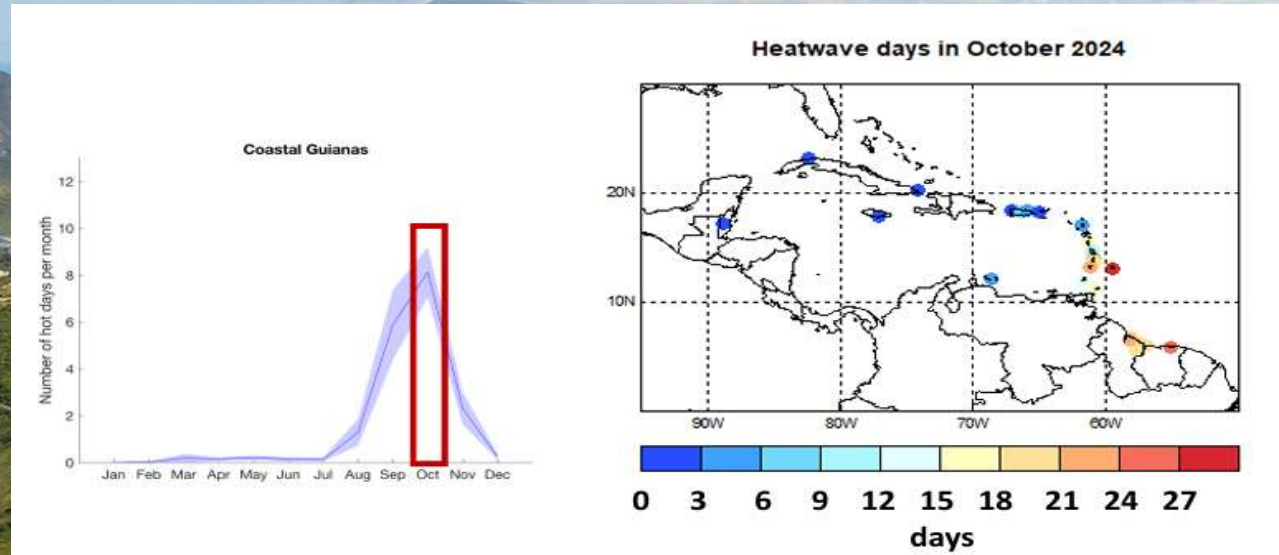 Coastal Guianas
Number of hot days per month
12
10
8
6
4
2
0
Jan Feb Mar Apr May Jun Jul Aug Sep Oct Nov Dec
Heatwave days in October 2024
20N
10N
90W 80W 70W 60W
0 3 6 9 12 15 18 21 24 27
days